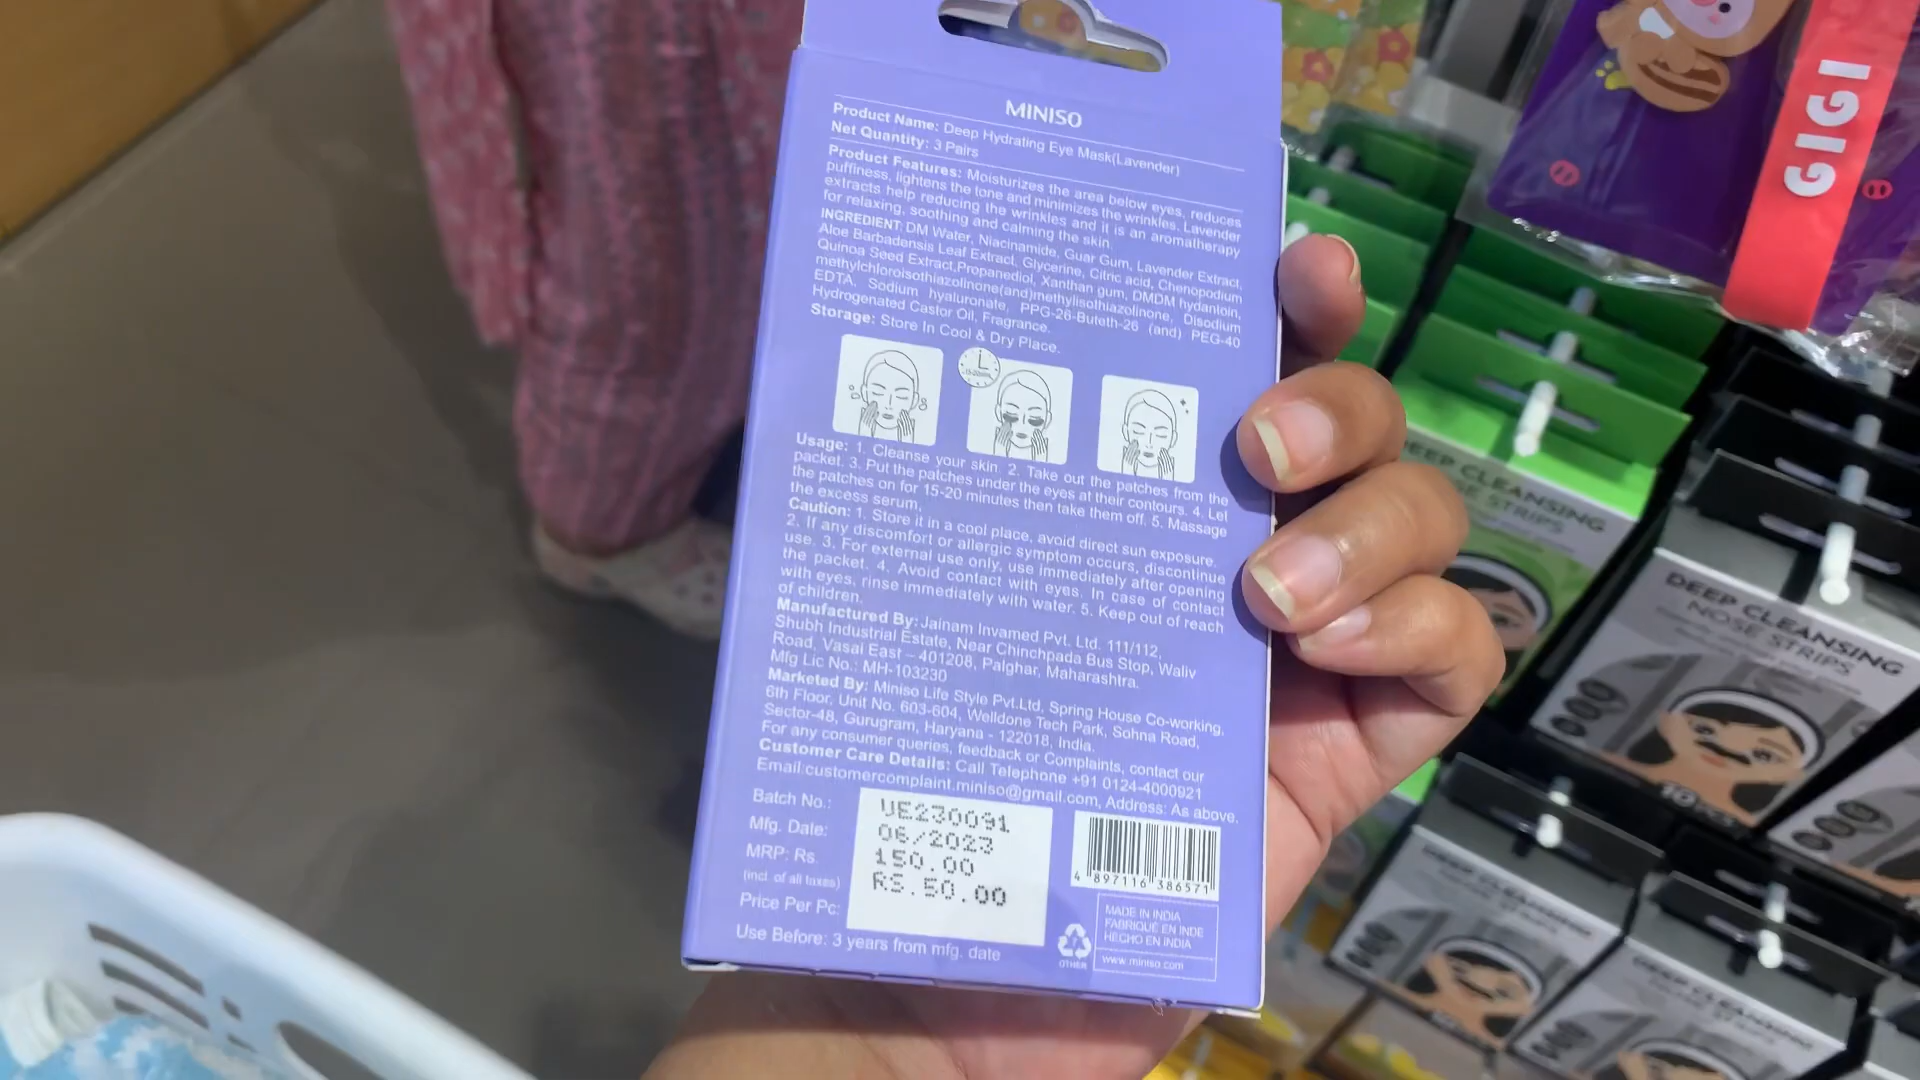 MINISO
Product Name: Deep Hydrating Eye Mask(Lavender)
Net Quantity: 3 Pairs
Product Features: Moisturizes the area below eyes, reduces
puffiness, lightens the tone and minimizes the wrinkles. Lavender
extracts help reducing the wrinkles and it is an aromatherapy
for relaxing, soothing and calming the skin.
INGREDIENT: DM Water, Niacinamide, Guar Gum, Lavender Extract,
Aloe Barbadensis Leaf Extract, Glycerine, Citric acid, Chenopodium
Quinoa Seed Extract,Propanediol, Xanthan gum, DMDM hydantoin,
methylchloroisothiazolinone(and)methylisothiazolinone, Disodium
EDTA, Sodium hyaluronate, PPG-26-Buteth-26 (and) PEG-40
Hydrogenated Castor Oil, Fragrance.
Storage: Store In Cool & Dry Place.
Usage: 1. Cleanse your skin. 2. Take out the patches from the
packet. 3. Put the patches under the eyes at their contours. 4. Let
the patches on for 15-20 minutes then take them off. 5. Massage
the excess serum.
Caution: 1. Store it in a cool place, avoid direct sun exposure.
2. If any discomfort or allergic symptom occurs, discontinue
use. 3. For external use only, use immediately after opening
the packet. 4. Avoid contact with eyes. In case of contact
with eyes, rinse immediately with water. 5. Keep out of reach
of children.
Manufactured By: Jainam Invamed Pvt. Ltd. 111/112,
Shubh Industrial Estate, Near Chinchpada Bus Stop, Waliv
Road, Vasai East – 401208, Palghar, Maharashtra.
Mfg Lic No.: MH-103230
Marketed By: Miniso Life Style Pvt.Ltd, Spring House Co-working,
6th Floor, Unit No. 603-604, Welldone Tech Park, Sohna Road,
Sector-48, Gurugram, Haryana - 122018, India.
For any consumer queries, feedback or Complaints, contact our
Customer Care Details: Call Telephone +91 0124-4000921
Email:customercomplaint.miniso@gmail.com, Address: As above.
Batch No.: UE230091
Mfg. Date: 06/2023
MRP: Rs. 150.00
(incl. of all taxes)
Price Per Pc: RS.50.00
Use Before: 3 years from mfg. date
4 897116 386571
MADE IN INDIA
FABRIQUÉ EN INDE
HECHO EN INDIA
www.miniso.com
7
OTHER
GIGI
DEEP CLEANSING
NOSE STRIPS
DEEP CLEANSING
NOSE STRIPS
DEEP CLEANSING
DEEP CLEANSING
NOSE STRIPS